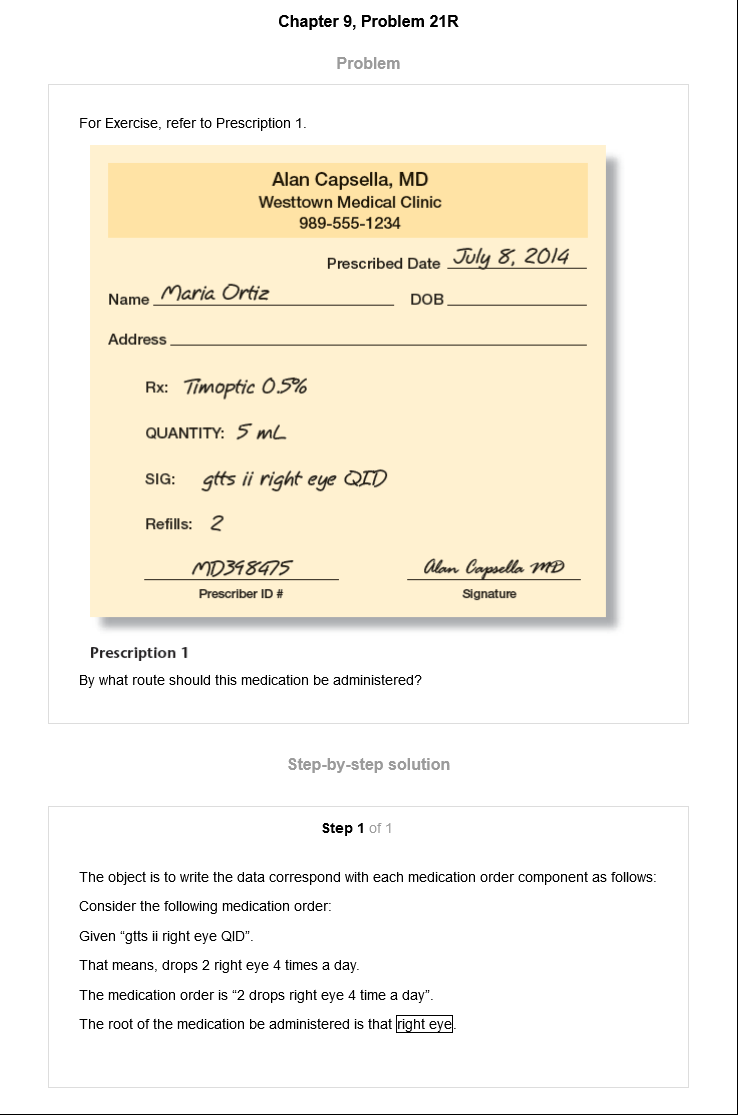 Chapter 9, Problem 21R
Problem
For Exercise, refer to Prescription 1.
Alan Capsella, MD
Westtown Medical Clinic
989-555-1234
Prescribed Date July 8, 2014
Name Maria Ortiz DOB
Address
Rx: Timoptic 0.5%
QUANTITY: 5 mL
SIG: gtts ii right eye QID
Refills: 2
MD398475 Alan Capsella MD
Prescriber ID # Signature
Prescription 1
By what route should this medication be administered?
Step-by-step solution
Step 1 of 1
The object is to write the data correspond with each medication order component as follows:
Consider the following medication order:
Given “gtts ii right eye QID”.
That means, drops 2 right eye 4 times a day.
The medication order is “2 drops right eye 4 time a day”.
The root of the medication be administered is that right eye.